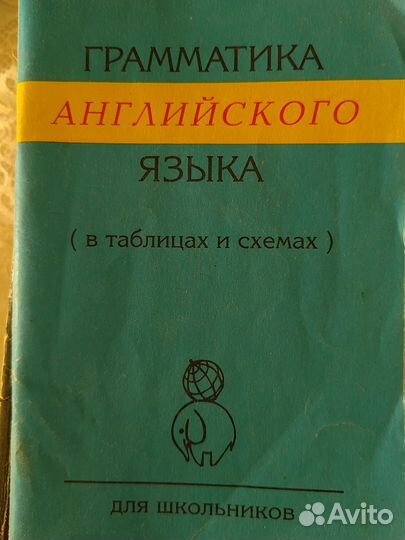 ГРАММАТИКА
АНГЛИЙСКОГО
ЯЗЫКА
( в таблицах и схемах )
ДЛЯ ШКОЛЬНИКОВ
Avito